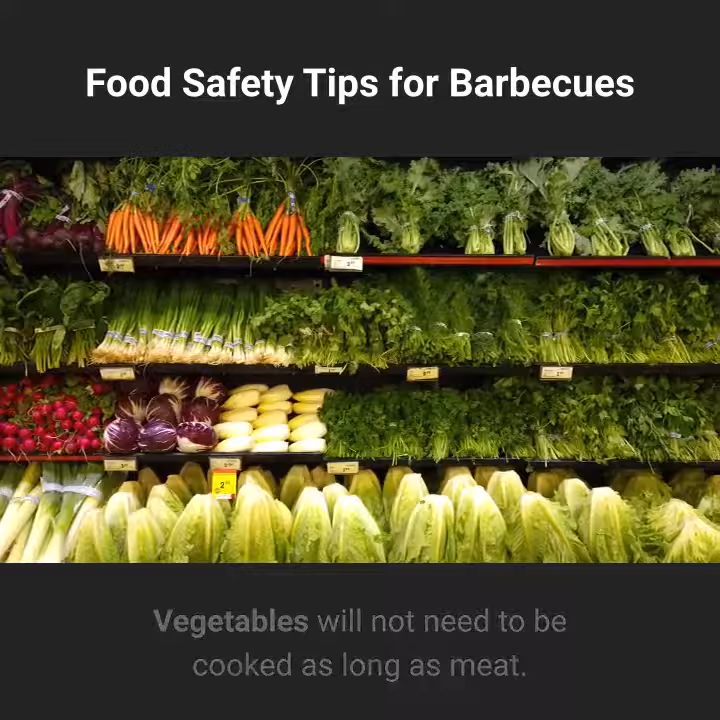 Food Safety Tips for Barbecues
Vegetables will not need to be
cooked as long as meat.